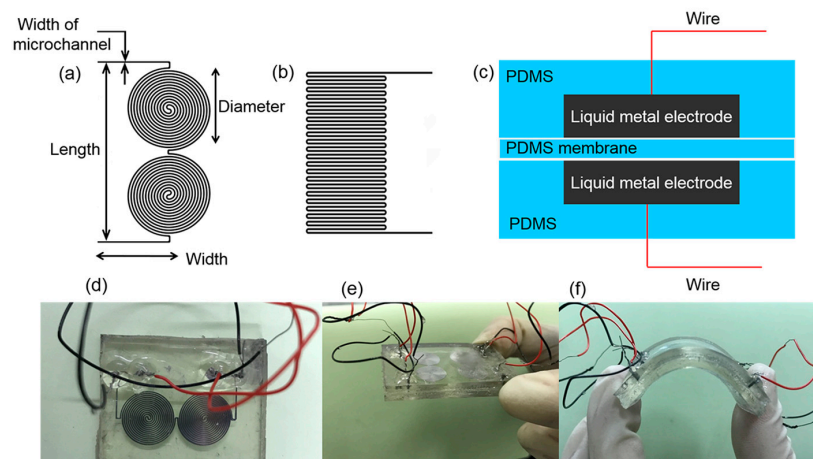 Width of
microchannel
(a)
Diameter
Length
Width
(b)
Wire
(c)
PDMS
Liquid metal electrode
PDMS membrane
Liquid metal electrode
PDMS
Wire
(d)
(e)
(f)